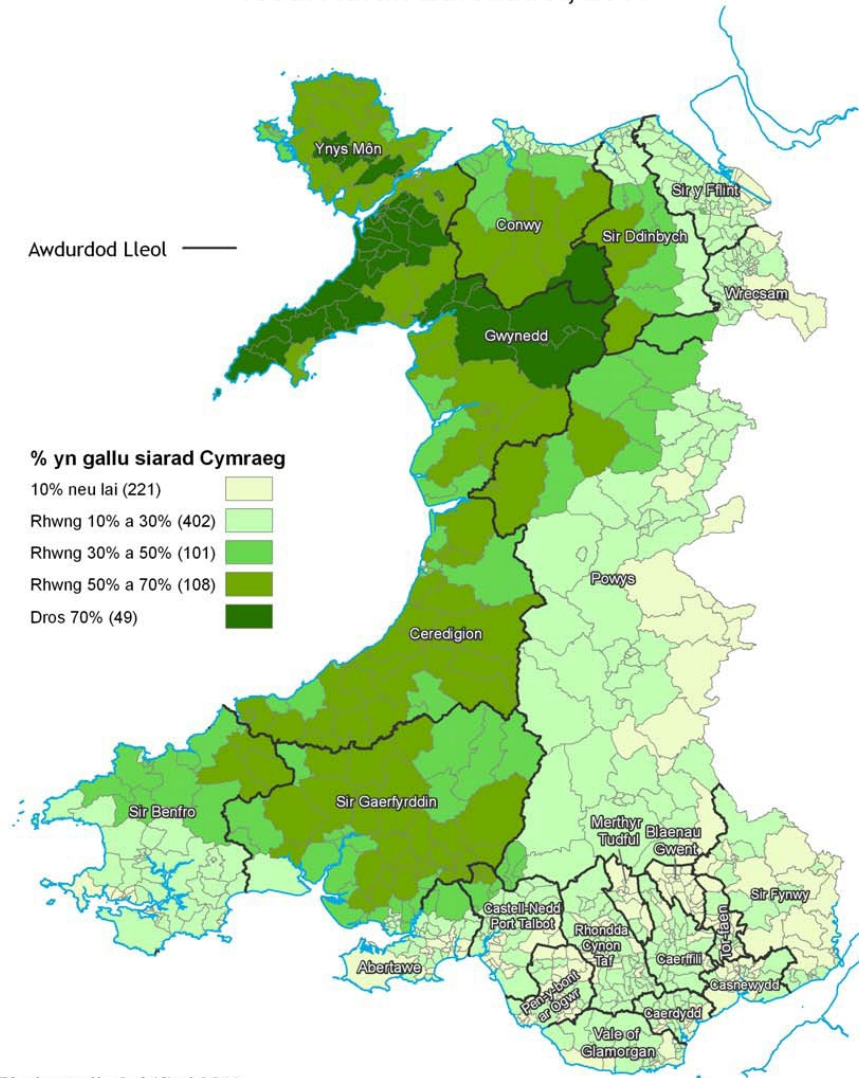 Ynys Môn
Sir y Fflint
Conwy
Sir Ddinbych
Awdurdod Lleol
Wrecsam
Gwynedd
% yn gallu siarad Cymraeg
10% neu lai (221)
Rhwng 10% a 30% (402)
Rhwng 30% a 50% (101)
Rhwng 50% a 70% (108)
Dros 70% (49)
Powys
Ceredigion
Sir Gaerfyrddin
Sir Benfro
Merthyr
Tudful
Blaenau
Gwent
Sir Fynwy
Castell-Nedd
Port Talbot
Rhondda
Cynon
Taf
Tor-faen
Caerffili
Abertawe
Pen-y-bont
ar Ogwr
Casnewydd
Caerdydd
Vale of
Glamorgan